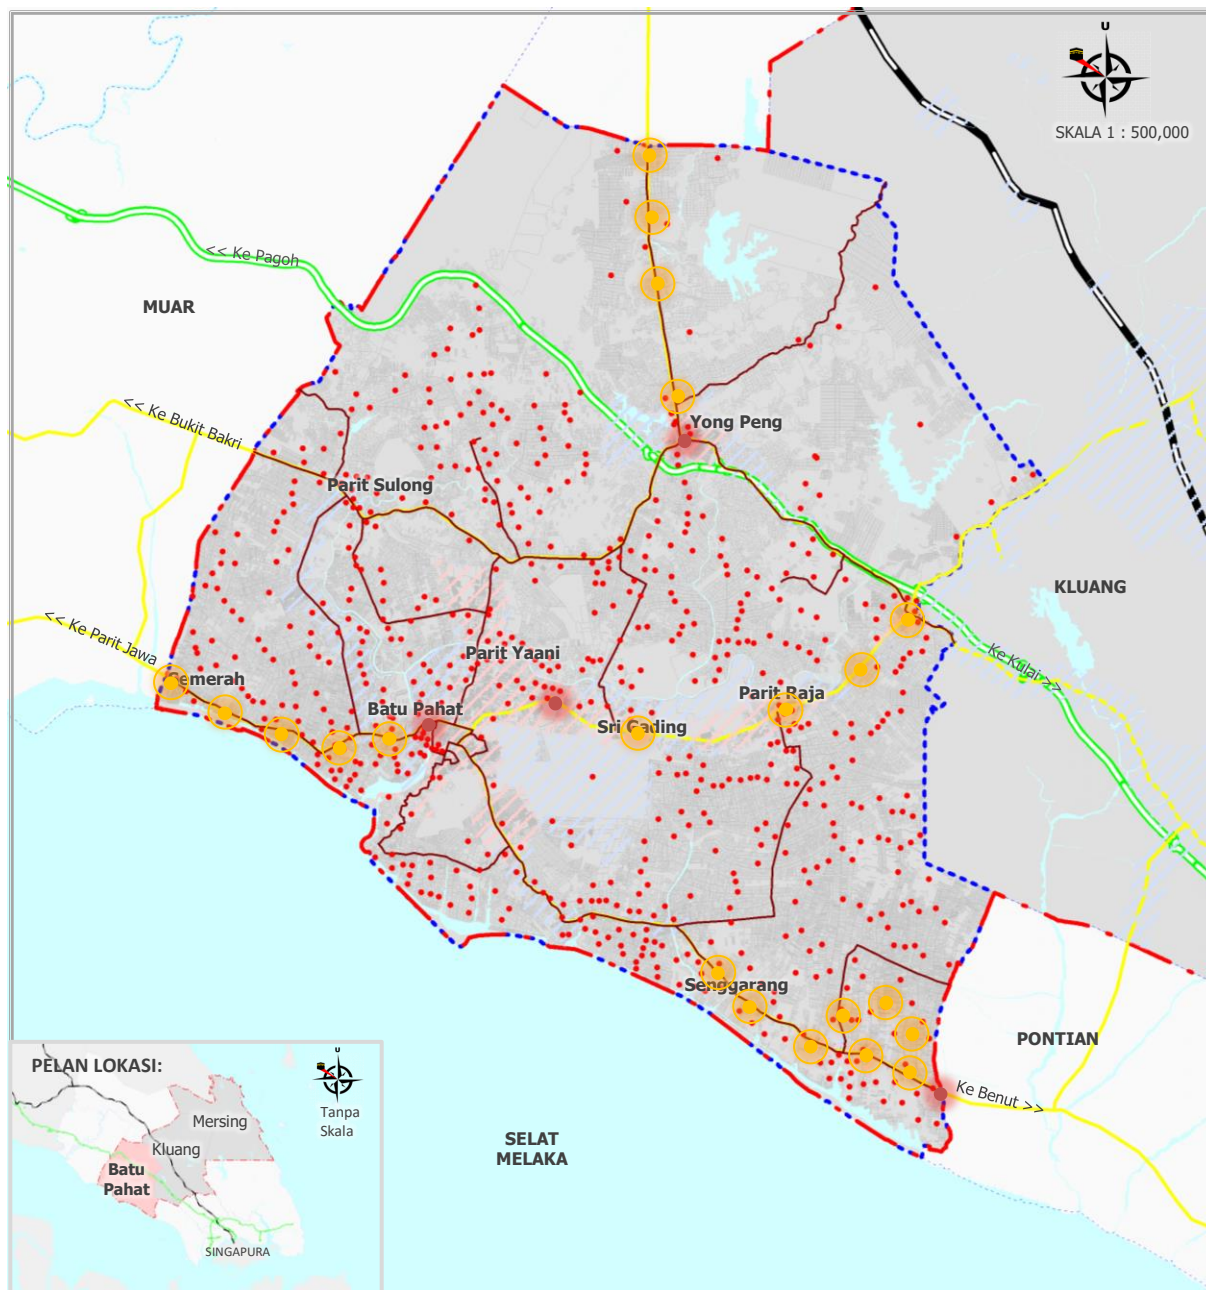 U
SKALA 1 : 500,000
<< Ke Pagoh
MUAR
<< Ke Bukit Bakri
Yong Peng
Parit Sulong
KLUANG
<< Ke Parit Jawa
Parit Yaani
Ke Kulai >>
Semerah
Parit Raja
Batu Pahat
Sri Gading
Senggarang
PONTIAN
Ke Benut >>
SELAT
MELAKA
PELAN LOKASI:
U
Tanpa
Skala
Mersing
Kluang
Batu
Pahat
SINGAPURA